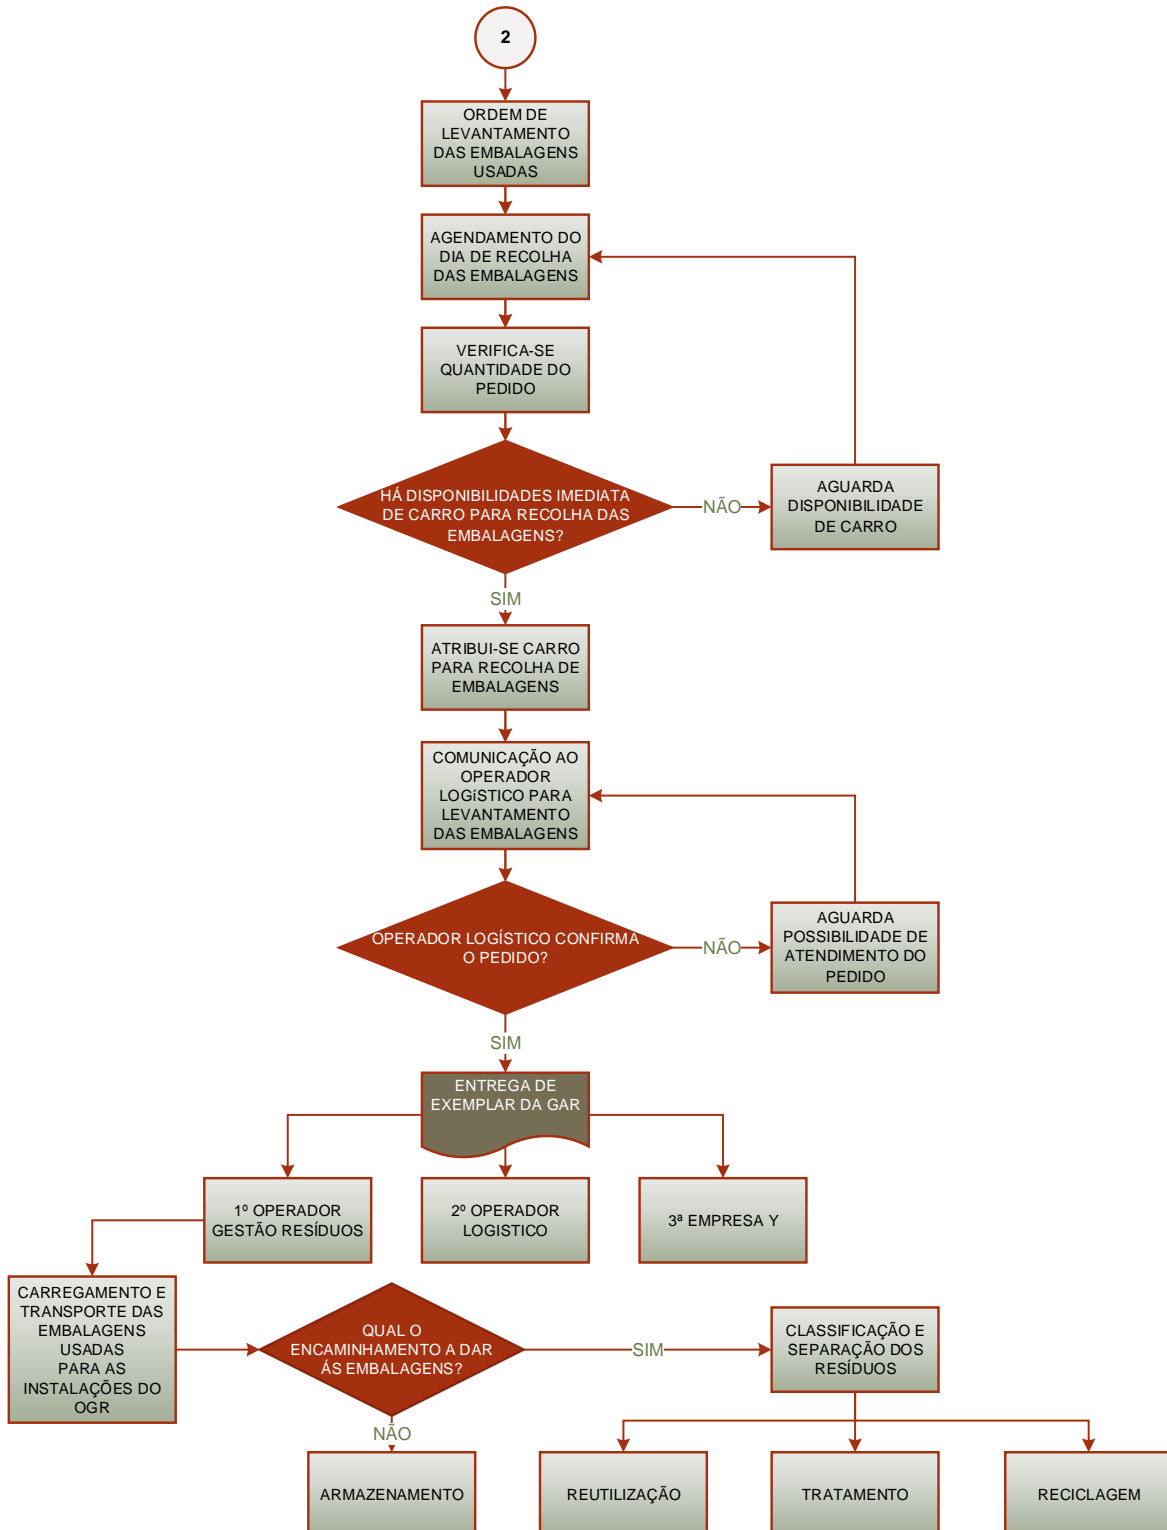 2
ORDEM DE
LEVANTAMENTO
DAS EMBALAGENS
USADAS
AGENDAMENTO DO
DIA DE RECOLHA
DAS EMBALAGENS
VERIFICA-SE
QUANTIDADE DO
PEDIDO
HÁ DISPONIBILIDADES IMEDIATA
DE CARRO PARA RECOLHA DAS
EMBALAGENS?
NÃO
AGUARDA
DISPONIBILIDADE
DE CARRO
SIM
ATRIBUI-SE CARRO
PARA RECOLHA DE
EMBALAGENS
COMUNICAÇÃO AO
OPERADOR
LOGíSTICO PARA
LEVANTAMENTO
DAS EMBALAGENS
OPERADOR LOGÍSTICO CONFIRMA
O PEDIDO?
NÃO
AGUARDA
POSSIBILIDADE DE
ATENDIMENTO DO
PEDIDO
SIM
ENTREGA DE
EXEMPLAR DA GAR
1º OPERADOR
GESTÃO RESÍDUOS
2º OPERADOR
LOGISTICO
3ª EMPRESA Y
CARREGAMENTO E
TRANSPORTE DAS
EMBALAGENS
USADAS
PARA AS
INSTALAÇÕES DO
OGR
QUAL O
ENCAMINHAMENTO A DAR
ÁS EMBALAGENS?
SIM
CLASSIFICAÇÃO E
SEPARAÇÃO DOS
RESÍDUOS
NÃO
ARMAZENAMENTO
REUTILIZAÇÃO
TRATAMENTO
RECICLAGEM